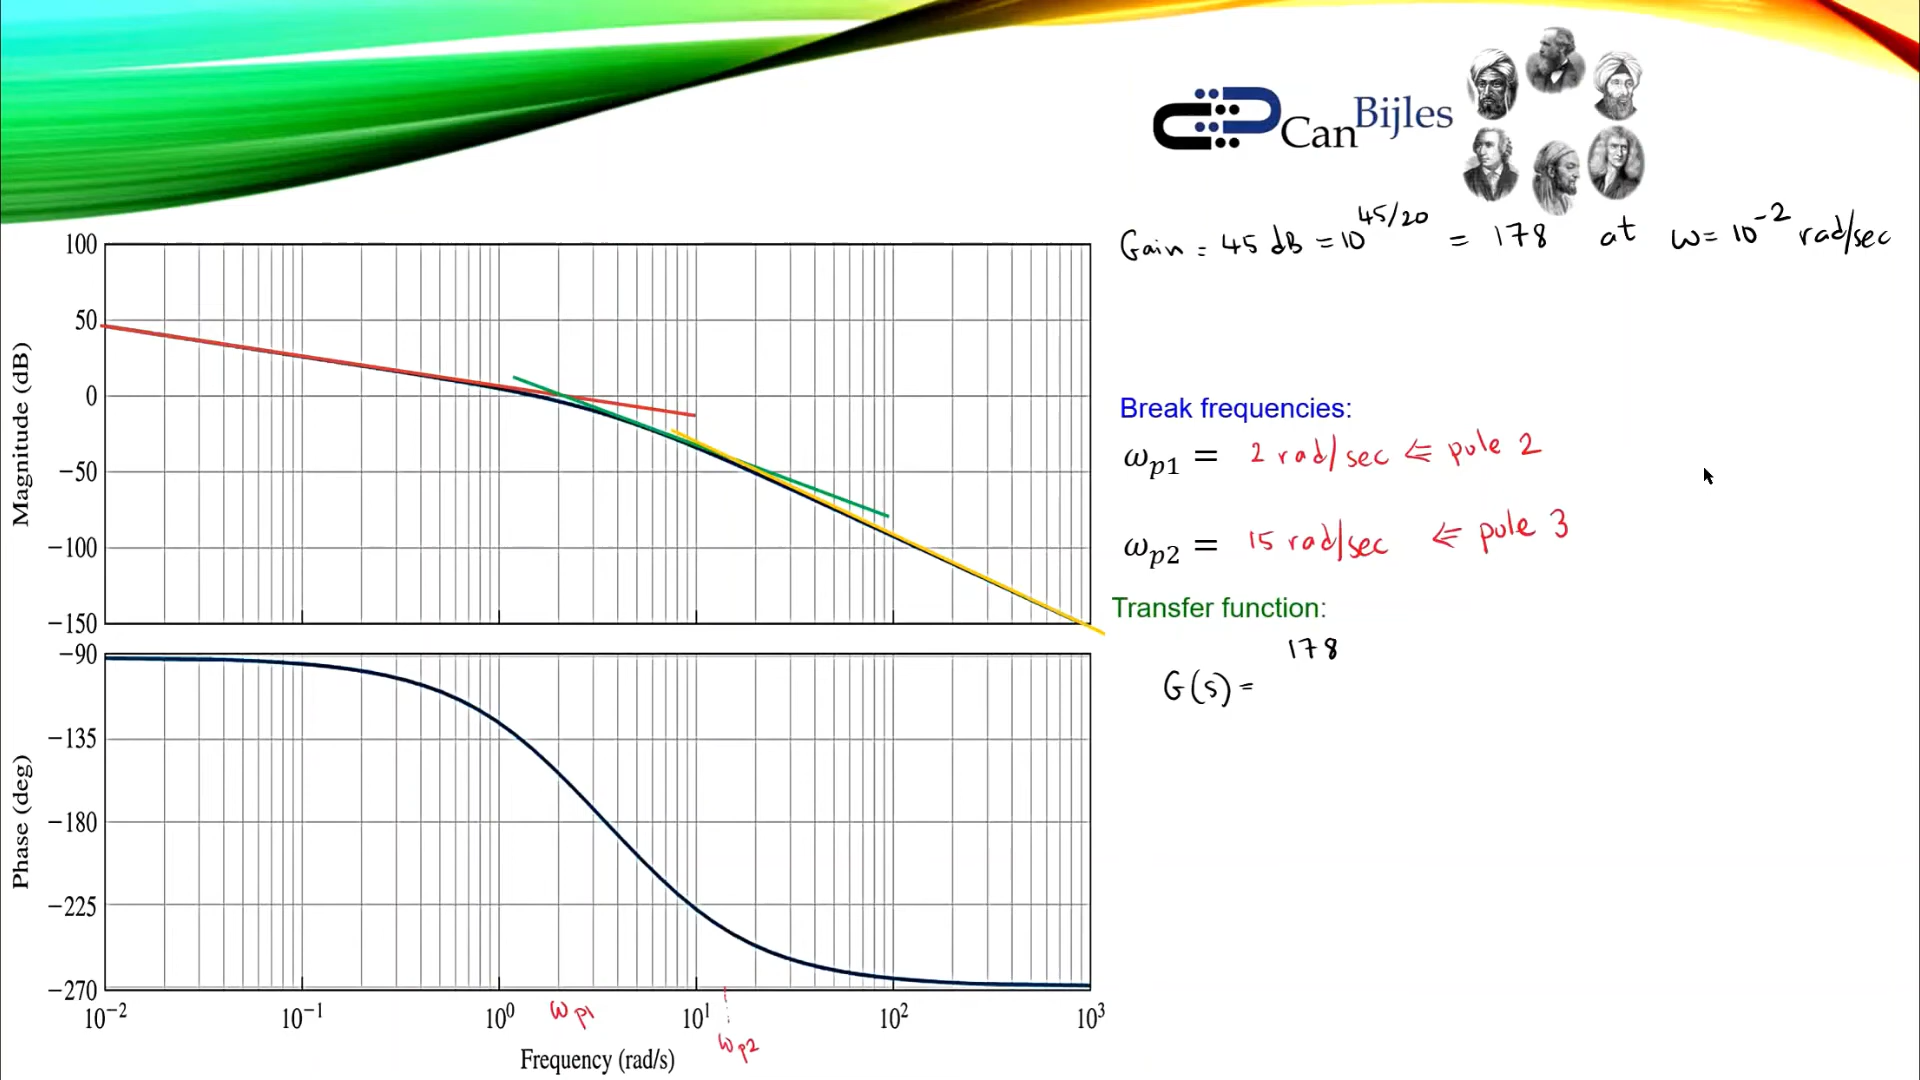 Can Bijles
Gain = 45 dB = 10^45/20 = 178 at ω = 10^-2 rad/sec
100
50
0
−50
−100
−150
Magnitude (dB)
Break frequencies:
ωp1 = 2 rad/sec ⇐ pole 2
ωp2 = 15 rad/sec ⇐ pole 3
Transfer function:
178
G(s) =
−90
−135
−180
−225
−270
Phase (deg)
10^−2 10^−1 10^0 10^1 10^2 10^3
ωp1
ωp2
Frequency (rad/s)